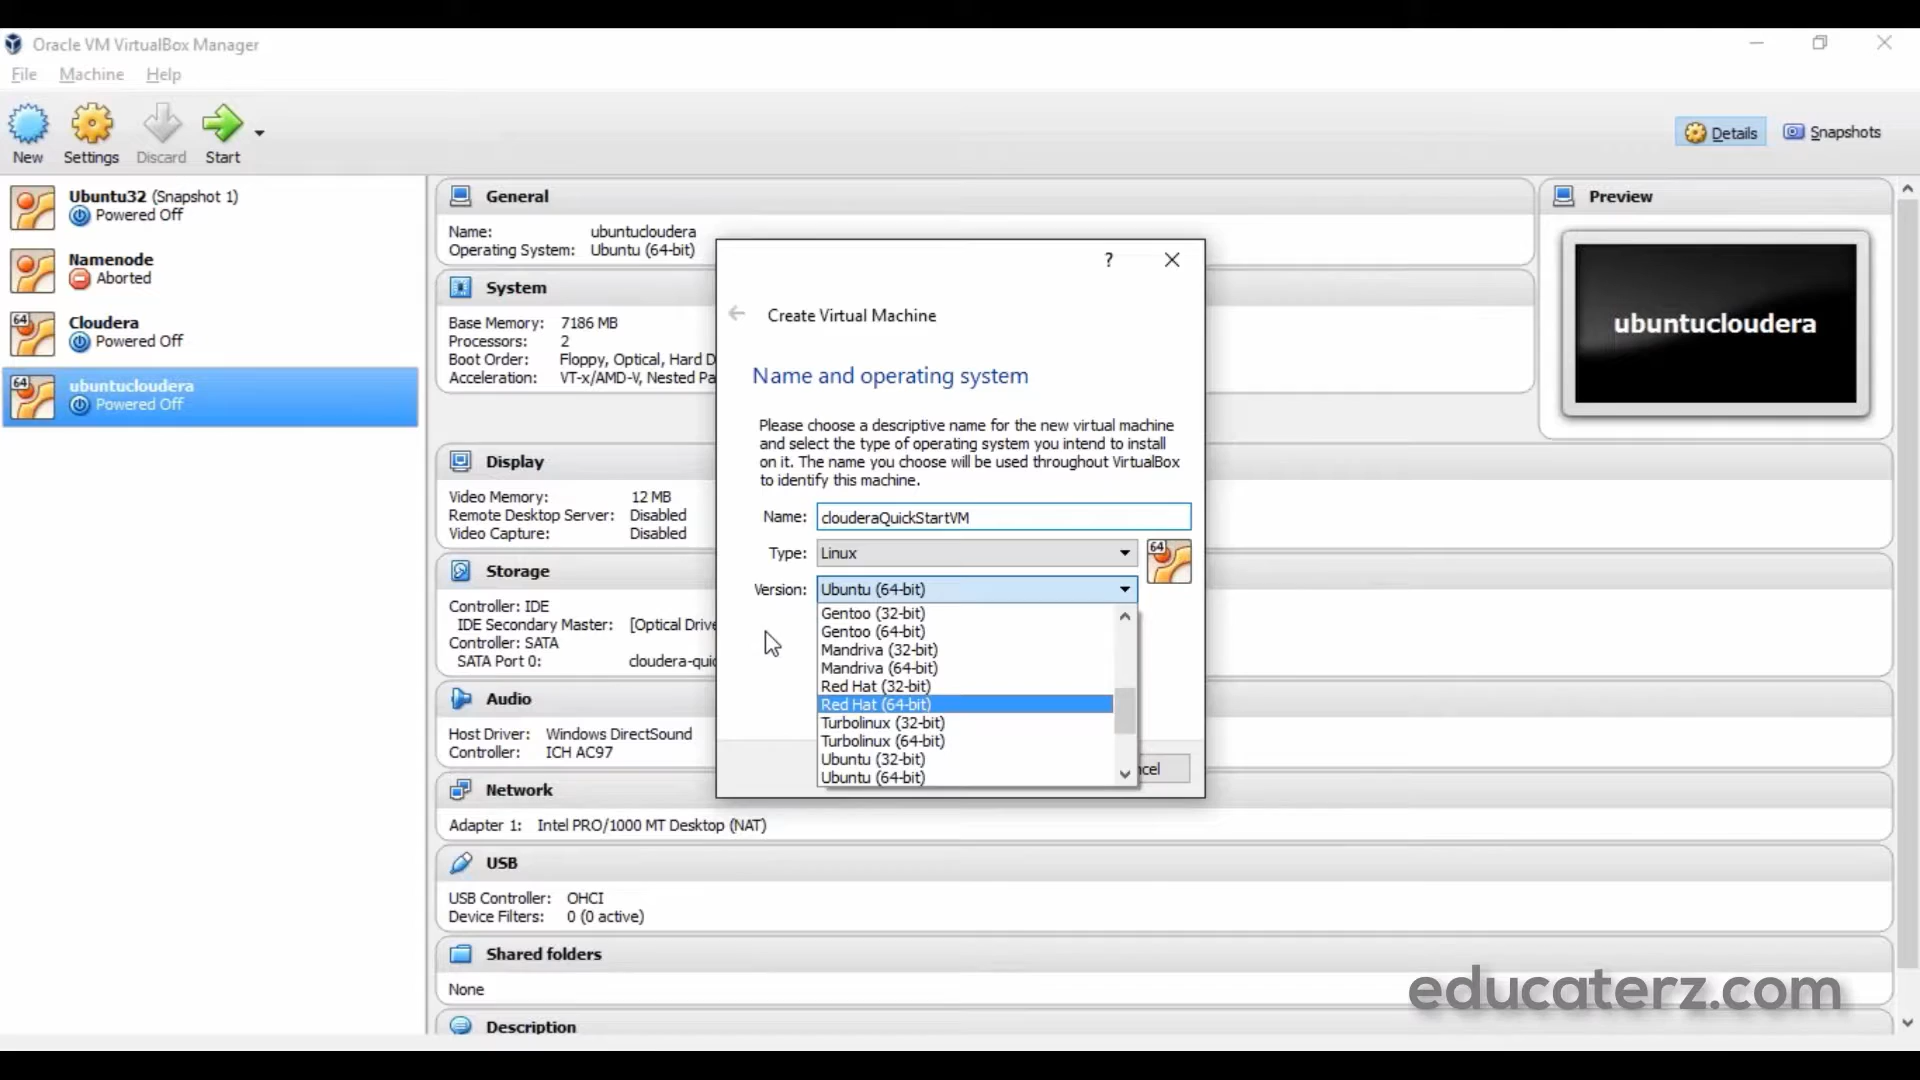 Oracle VM VirtualBox Manager
File Machine Help
New Settings Discard Start
Details Snapshots
Ubuntu32 (Snapshot 1)
Powered Off
Namenode
Aborted
64
Cloudera
Powered Off
64
ubuntucloudera
Powered Off
General
Name: ubuntucloudera
Operating System: Ubuntu (64-bit)
System
Base Memory: 7186 MB
Processors: 2
Boot Order: Floppy, Optical, Hard D
Acceleration: VT-x/AMD-V, Nested Pa
Display
Video Memory: 12 MB
Remote Desktop Server: Disabled
Video Capture: Disabled
Storage
Controller: IDE
IDE Secondary Master: [Optical Drive
Controller: SATA
SATA Port 0: cloudera-quic
Audio
Host Driver: Windows DirectSound
Controller: ICH AC97
Network
Adapter 1: Intel PRO/1000 MT Desktop (NAT)
USB
USB Controller: OHCI
Device Filters: 0 (0 active)
Shared folders
None
Description
Preview
ubuntucloudera
?
Create Virtual Machine
Name and operating system
Please choose a descriptive name for the new virtual machine
and select the type of operating system you intend to install
on it. The name you choose will be used throughout VirtualBox
to identify this machine.
Name: clouderaQuickStartVM
Type: Linux
64
Version: Ubuntu (64-bit)
Gentoo (32-bit)
Gentoo (64-bit)
Mandriva (32-bit)
Mandriva (64-bit)
Red Hat (32-bit)
Red Hat (64-bit)
Turbolinux (32-bit)
Turbolinux (64-bit)
Ubuntu (32-bit)
Ubuntu (64-bit)
ncel
educaterz.com